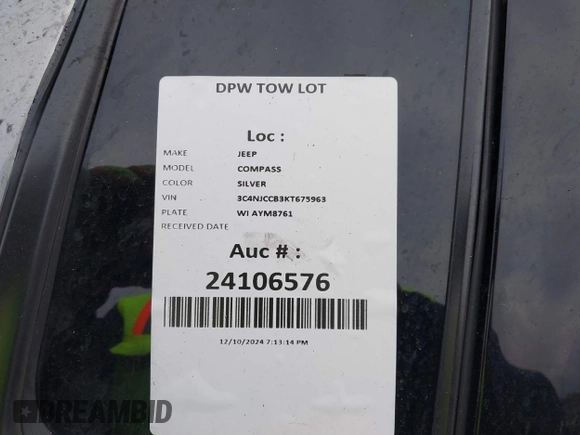 DPW TOW LOT
Loc :
MAKE JEEP
MODEL COMPASS
COLOR SILVER
VIN 3C4NJCCB3KT675963
PLATE WI AYM8761
RECEIVED DATE
Auc # :
24106576
12/10/2024 7:13:14 PM
DREAMBID